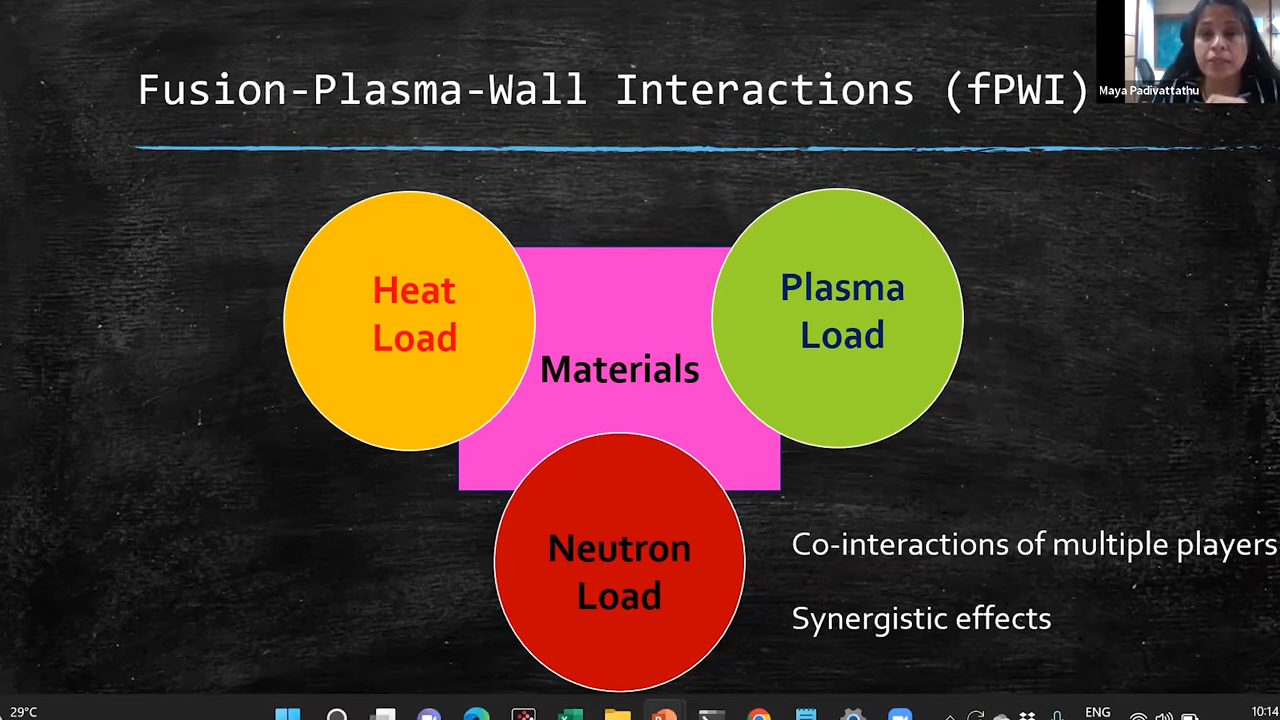 Fusion-Plasma-Wall Interactions (fPWI)
Maya Padivattathu
Heat
Load
Plasma
Load
Materials
Neutron
Load
Co-interactions of multiple players
Synergistic effects
29°C
ENG
10:14